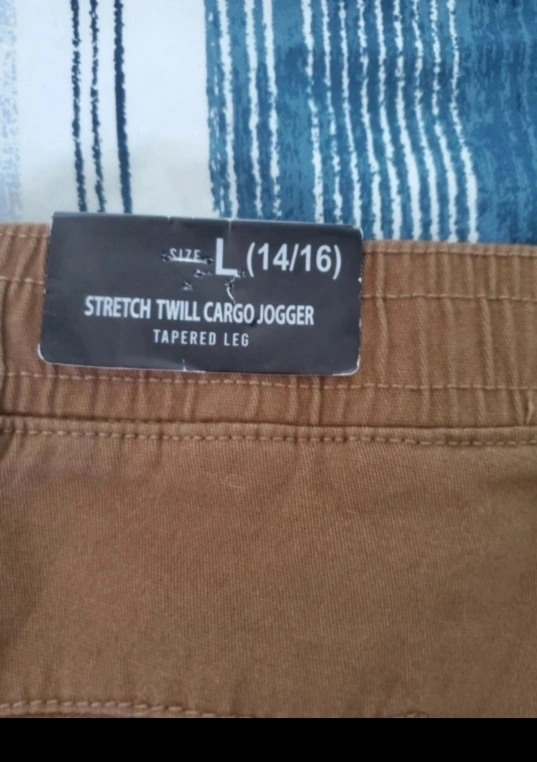 SIZE L (14/16)
STRETCH TWILL CARGO JOGGER
TAPERED LEG